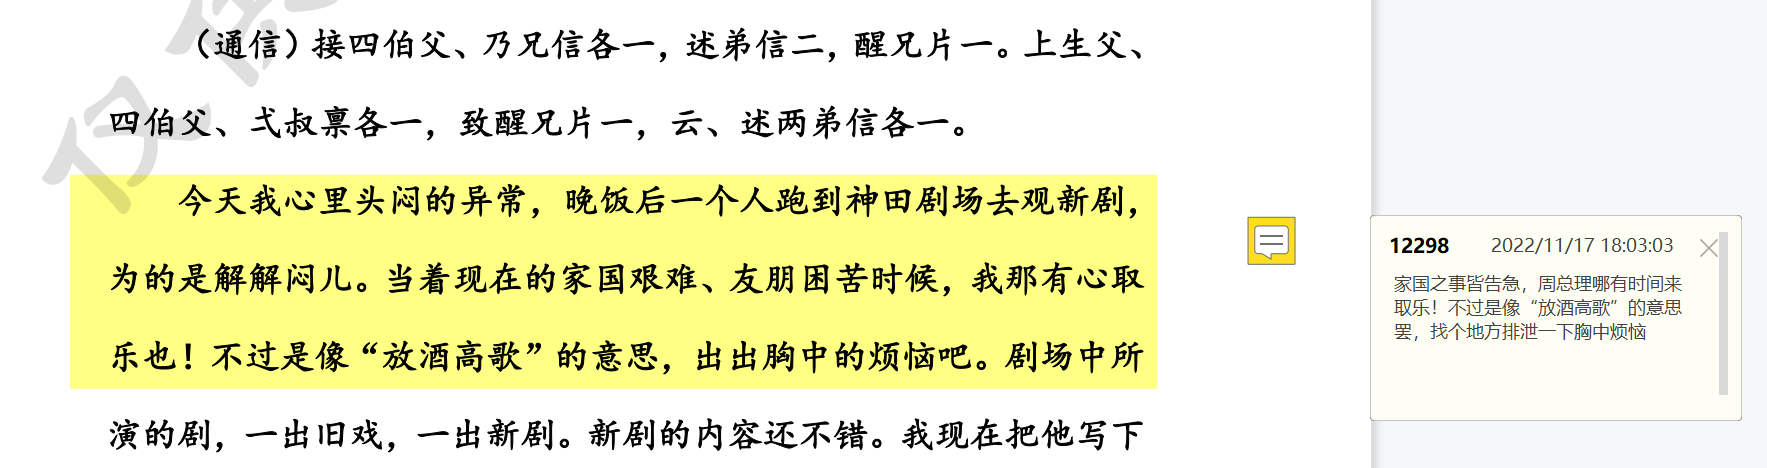 （通信）接四伯父、乃兄信各一，述弟信二，醒兄片一。上生父、
四伯父、弍叔禀各一，致醒兄片一，云、述两弟信各一。
今天我心里头闷的异常，晚饭后一个人跑到神田剧场去观新剧，
为的是解解闷儿。当着现在的家国艰难、友朋困苦时候，我那有心取
乐也！不过是像“放酒高歌”的意思，出出胸中的烦恼吧。剧场中所
演的剧，一出旧戏，一出新剧。新剧的内容还不错。我现在把他写下
12298 2022/11/17 18:03:03
家国之事皆告急，周总理哪有时间来
取乐！不过是像“放酒高歌”的意思
罢，找个地方排泄一下胸中烦恼
仅